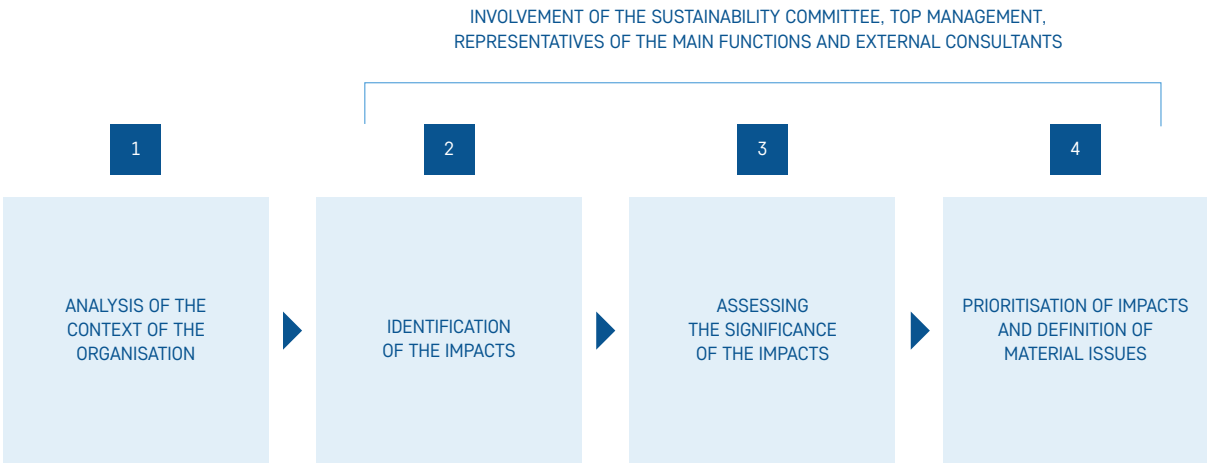 INVOLVEMENT OF THE SUSTAINABILITY COMMITTEE, TOP MANAGEMENT,
REPRESENTATIVES OF THE MAIN FUNCTIONS AND EXTERNAL CONSULTANTS
1
2
3
4
ANALYSIS OF THE
CONTEXT OF THE
ORGANISATION
IDENTIFICATION
OF THE IMPACTS
ASSESSING
THE SIGNIFICANCE
OF THE IMPACTS
PRIORITISATION OF IMPACTS
AND DEFINITION OF
MATERIAL ISSUES